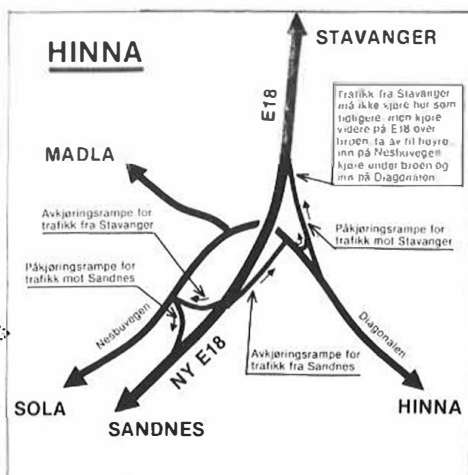 HINNA
STAVANGER
E18
Trafikk fra Stavanger
må ikke kjøre her som
tidligere, men kjøre
videre på E18 over
broen, ta av til høyre
inn på Nesbuvegen
kjøre under broen og
inn på Diagonalen
MADLA
Avkjøringsrampe for
trafikk fra Stavanger
Påkjøringsrampe for
trafikk mot Stavanger
Påkjøringsrampe for
trafikk mot Sandnes
Nesbuvegen
Diagonalen
NY E18
Avkjøringsrampe for
trafikk fra Sandnes
SOLA
SANDNES
HINNA